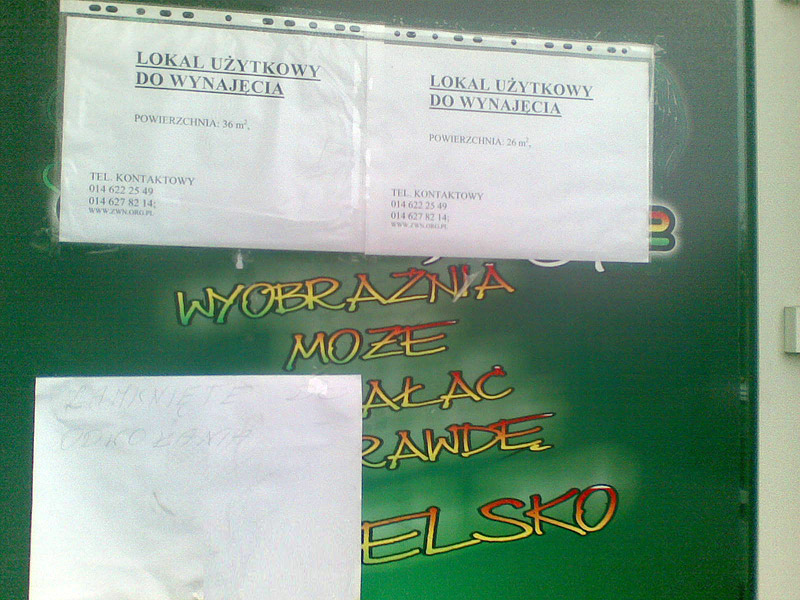 LOKAL UŻYTKOWY
DO WYNAJĘCIA
POWIERZCHNIA: 36 m²,
TEL. KONTAKTOWY
014 622 25 49
014 627 82 14;
WWW.ZWN.ORG.PL
LOKAL UŻYTKOWY
DO WYNAJĘCIA
POWIERZCHNIA: 26 m²,
TEL. KONTAKTOWY
014 622 25 49
014 627 82 14;
WWW.ZWN.ORG.PL
WYOBRAŹNIA
MOŻE
AŁAĆ
RAWDĘ
ELSKO
ZAMKNIĘTE